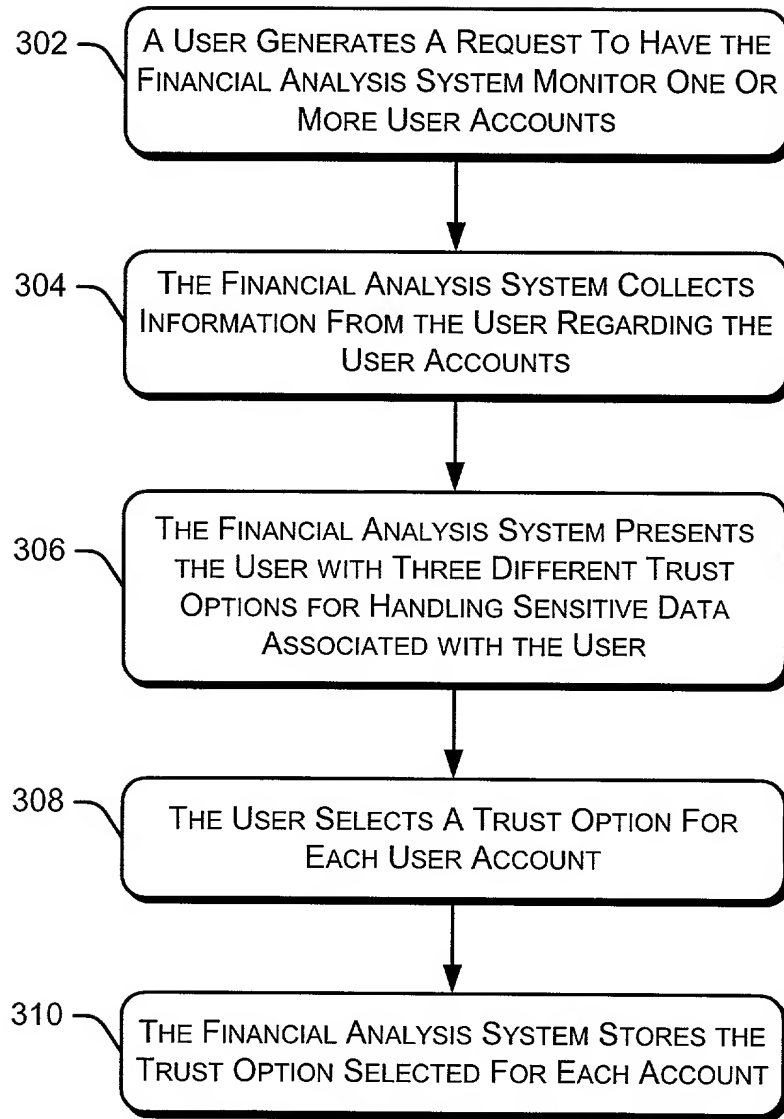 302
A USER GENERATES A REQUEST TO HAVE THE
FINANCIAL ANALYSIS SYSTEM MONITOR ONE OR
MORE USER ACCOUNTS
304
THE FINANCIAL ANALYSIS SYSTEM COLLECTS
INFORMATION FROM THE USER REGARDING THE
USER ACCOUNTS
306
THE FINANCIAL ANALYSIS SYSTEM PRESENTS
THE USER WITH THREE DIFFERENT TRUST
OPTIONS FOR HANDLING SENSITIVE DATA
ASSOCIATED WITH THE USER
308
THE USER SELECTS A TRUST OPTION FOR
EACH USER ACCOUNT
310
THE FINANCIAL ANALYSIS SYSTEM STORES THE
TRUST OPTION SELECTED FOR EACH ACCOUNT